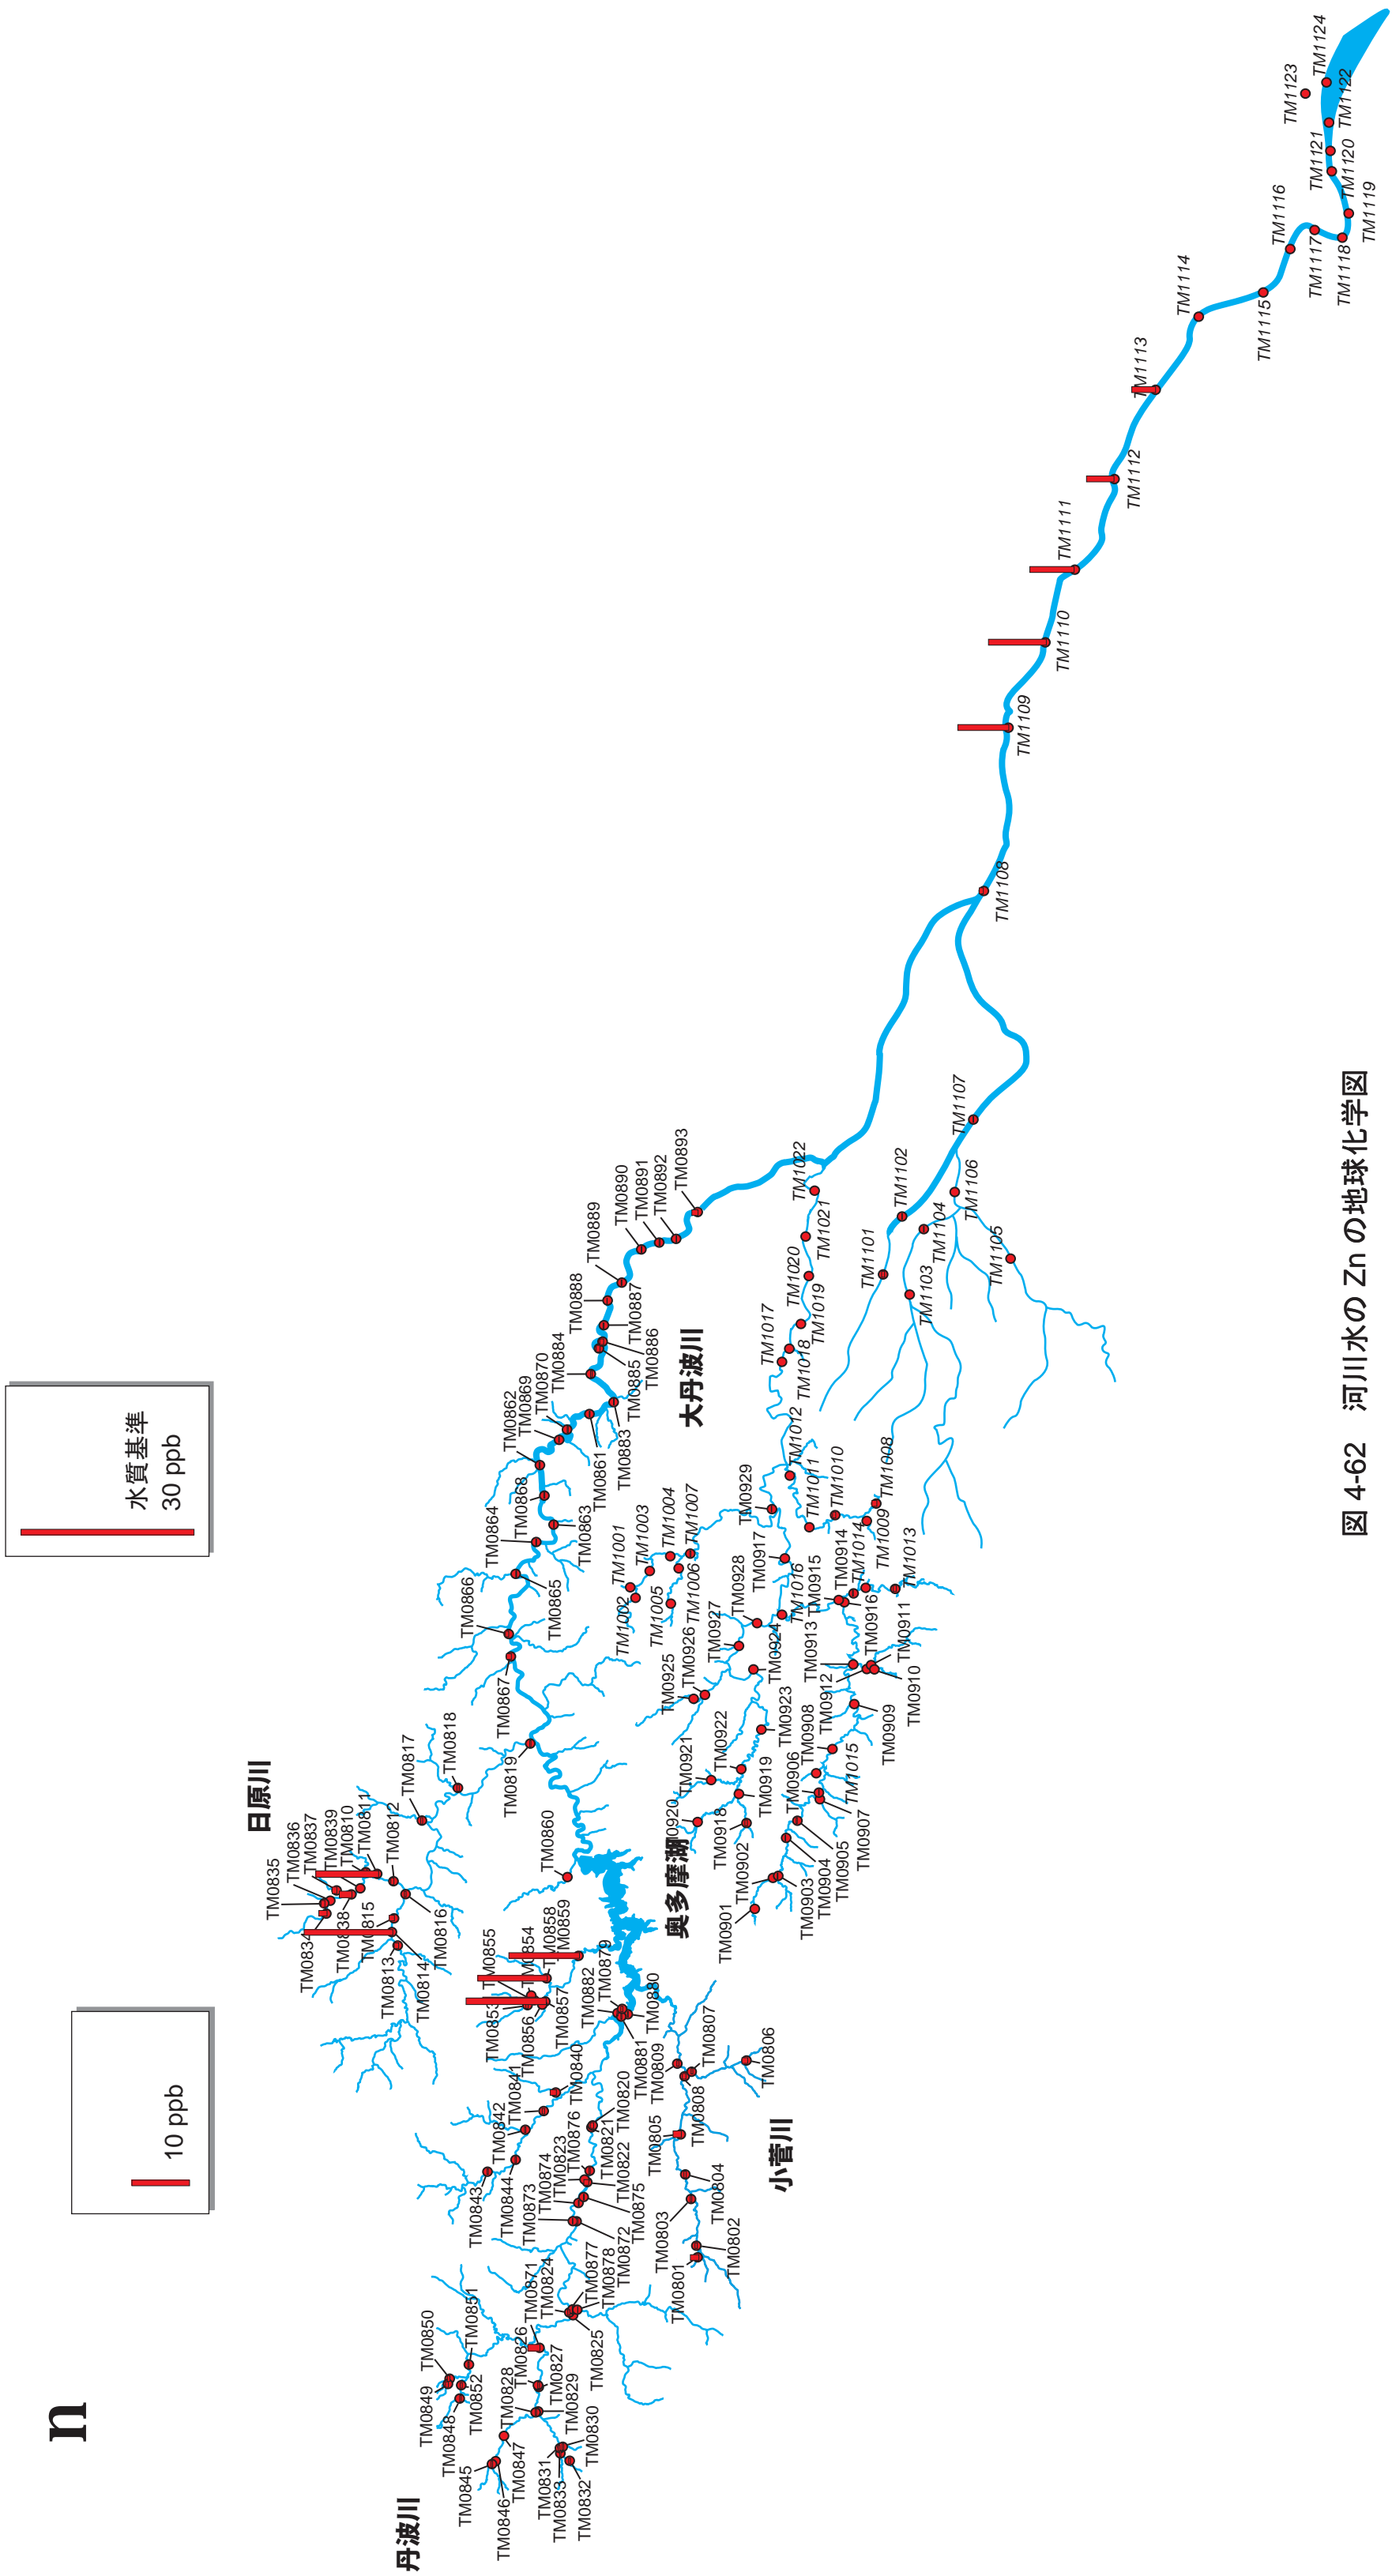 n
10 ppb
水質基準
30 ppb
丹波川
日原川
小菅川
奥多摩湖
大丹波川
TM0845
TM0846
TM0847
TM0848
TM0849
TM0850
TM0851
TM0852
TM0828
TM0826
TM0827
TM0829
TM0830
TM0831
TM0833
TM0832
TM0871
TM0824
TM0825
TM0877
TM0878
TM0872
TM0873
TM0874
TM0823
TM0876
TM0875
TM0822
TM0821
TM0820
TM0843
TM0844
TM0842
TM0841
TM0840
TM0801
TM0802
TM0803
TM0804
TM0805
TM0808
TM0809
TM0807
TM0806
TM0881
TM0880
TM0882
TM0879
TM0853
TM0856
TM0857
TM0855
TM0854
TM0858
TM0859
TM0860
TM0813
TM0814
TM0815
TM0816
TM0834
TM0835
TM0836
TM0837
TM0838
TM0839
TM0810
TM0811
TM0812
TM0817
TM0818
TM0819
TM0867
TM0866
TM0865
TM0864
TM0863
TM0868
TM0862
TM0869
TM0870
TM0861
TM0883
TM0884
TM0885
TM0886
TM0887
TM0888
TM0889
TM0890
TM0891
TM0892
TM0893
TM0901
TM0902
TM0903
TM0904
TM0905
TM0906
TM0907
TM1015
TM0908
TM0909
TM0910
TM0911
TM0912
TM0913
TM0916
TM0914
TM0915
TM1014
TM1013
TM1016
TM0917
TM0918
TM0919
TM0920
TM0921
TM0922
TM0923
TM0924
TM0925
TM0926
TM0927
TM0928
TM0929
TM1001
TM1002
TM1003
TM1004
TM1005
TM1006
TM1007
TM1008
TM1009
TM1010
TM1011
TM1012
TM1017
TM1018
TM1019
TM1020
TM1021
TM1022
TM1101
TM1102
TM1103
TM1104
TM1105
TM1106
TM1107
TM1108
TM1109
TM1110
TM1111
TM1112
TM1113
TM1114
TM1115
TM1116
TM1117
TM1118
TM1119
TM1120
TM1121
TM1122
TM1123
TM1124
図 4-62 河川水の Zn の地球化学図